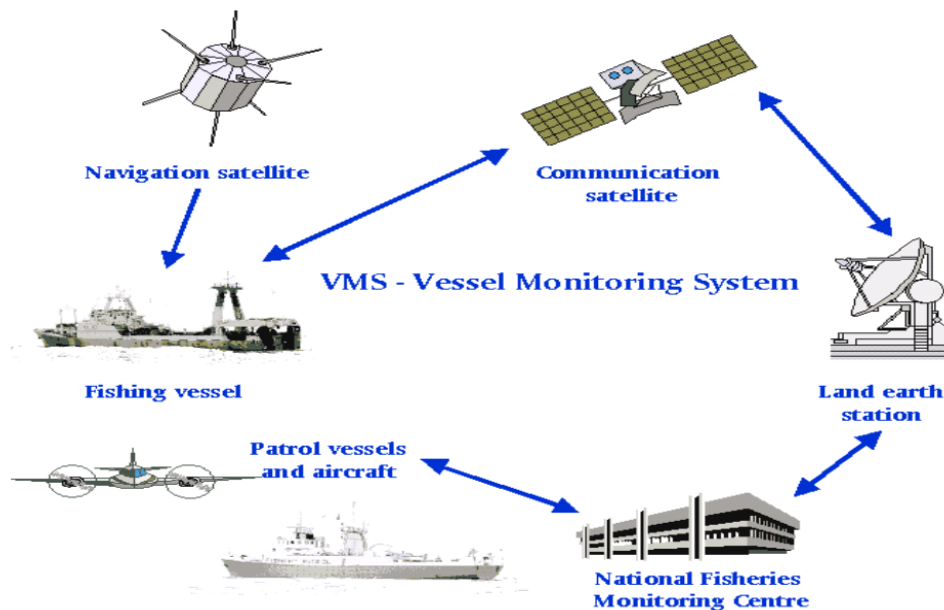 Navigation satellite
Communication
satellite
VMS - Vessel Monitoring System
Fishing vessel
Land earth
station
Patrol vessels
and aircraft
National Fisheries
Monitoring Centre